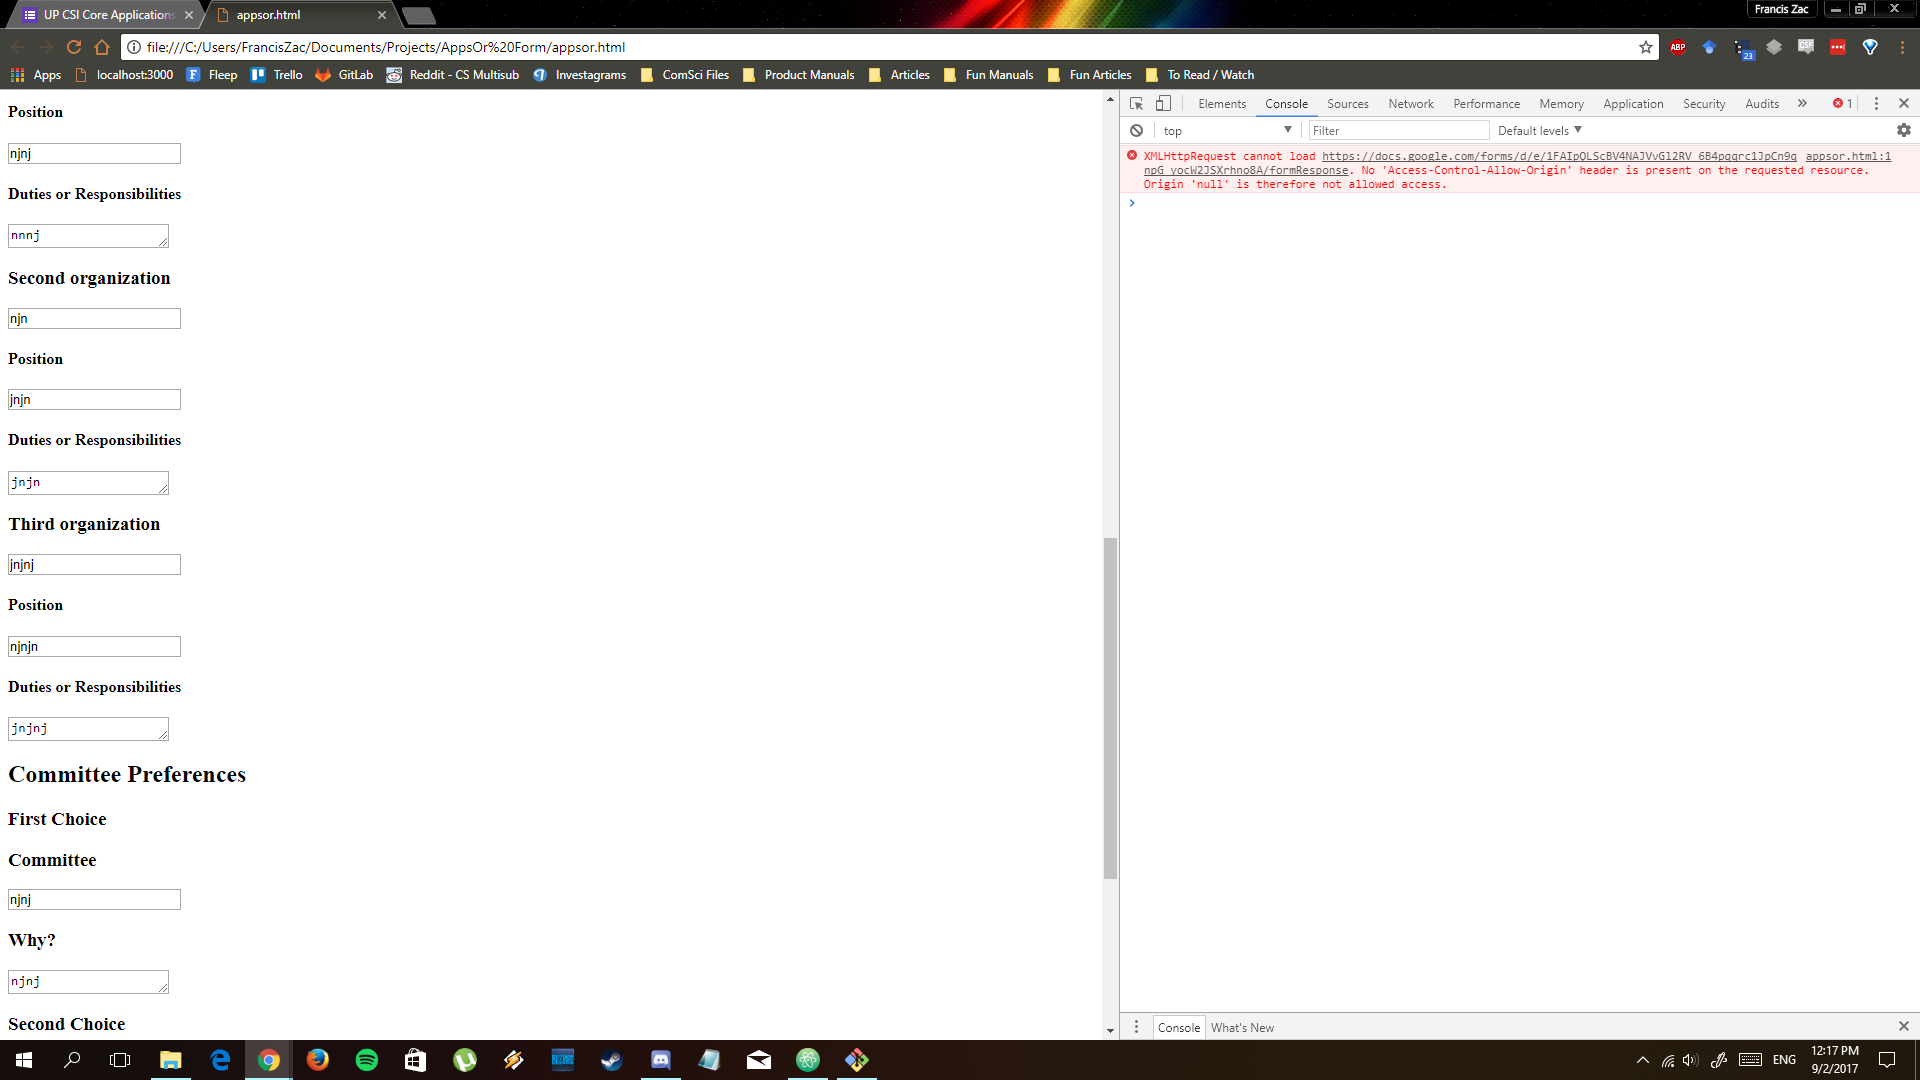 UP CSI Core Applications
appsor.html
Francis Zac
file:///C:/Users/FrancisZac/Documents/Projects/AppsOr%20Form/appsor.html
ABP
23
Apps
localhost:3000
Fleep
Trello
GitLab
Reddit - CS Multisub
Investagrams
ComSci Files
Product Manuals
Articles
Fun Manuals
Fun Articles
To Read / Watch
Position
njnj
Duties or Responsibilities
nnnj
Second organization
njn
Position
jnjn
Duties or Responsibilities
jnjn
Third organization
jnjnj
Position
njnjn
Duties or Responsibilities
jnjnj
Committee Preferences
First Choice
Committee
njnj
Why?
njnj
Second Choice
Elements Console Sources Network Performance Memory Application Security Audits » 1
top Filter Default levels
XMLHttpRequest cannot load https://docs.google.com/forms/d/e/1FAIpQLScBV4NAJVvGl2RV_6B4pqqrc1JpCn9q appsor.html:1
npG_yocW2JSXrhno8A/formResponse. No 'Access-Control-Allow-Origin' header is present on the requested resource.
Origin 'null' is therefore not allowed access.
Console What's New
ENG
12:17 PM
9/2/2017